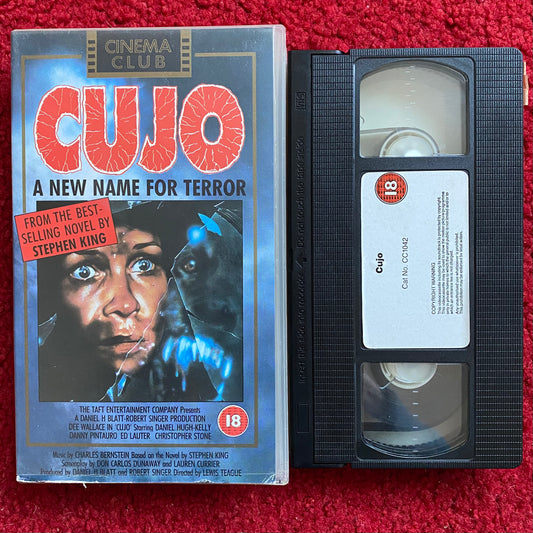 CINEMA
CLUB
CUJO
A NEW NAME FOR TERROR
FROM THE BEST-
SELLING NOVEL BY
STEPHEN KING
THE TAFT ENTERTAINMENT COMPANY Presents
A DANIEL H BLATT-ROBERT SINGER PRODUCTION
DEE WALLACE IN 'CUJO' Starring DANIEL HUGH-KELLY
DANNY PINTAURO ED LAUTER CHRISTOPHER STONE
18
Music by CHARLES BERNSTEIN Based on the Novel by STEPHEN KING
Screenplay by DON CARLOS DUNAWAY and LAUREN CURRIER
Produced by DANIEL H BLATT and ROBERT SINGER Directed by LEWIS TEAGUE
18
Cujo
Cat No. CC1042
COPYRIGHT WARNING